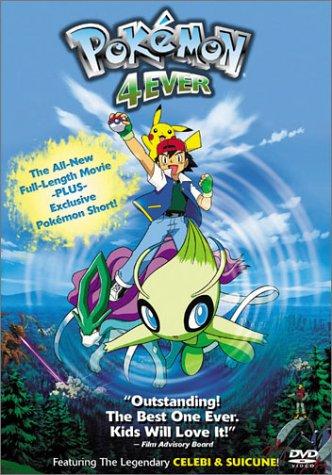 POKÉMON
4EVER
The All-New
Full-Length Movie
-PLUS-
Exclusive
Pokémon Short!
"Outstanding!
The Best One Ever.
Kids Will Love It!"
– Film Advisory Board
DVD
VIDEO
Featuring The Legendary CELEBI & SUICUNE!